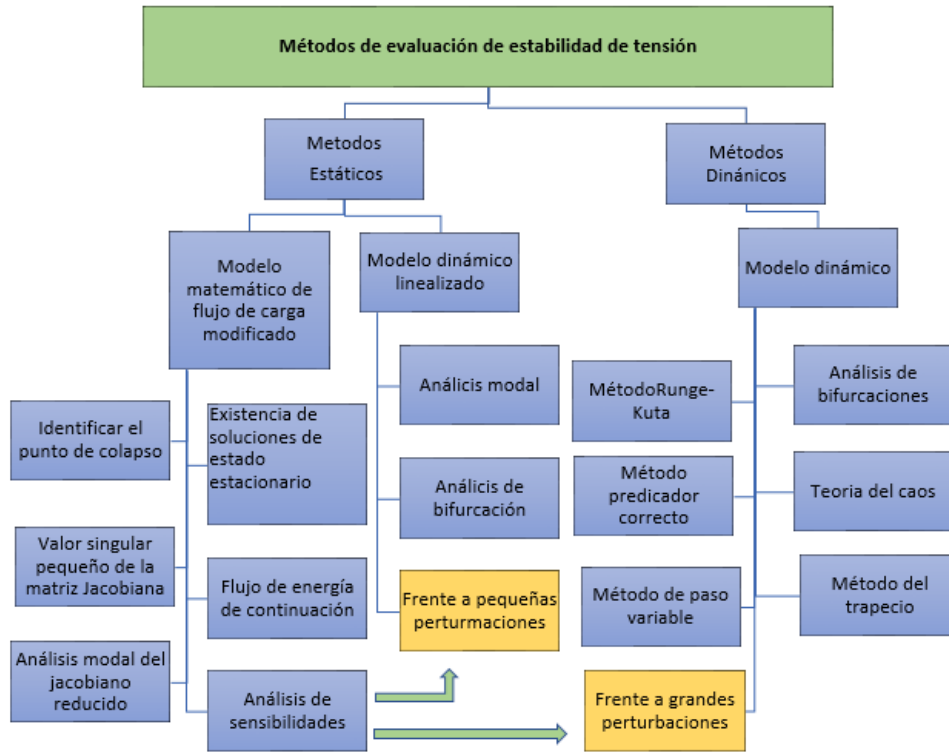 Métodos de evaluación de estabilidad de tensión
Metodos
Estáticos
Métodos
Dinánicos
Modelo
matemático de
flujo de carga
modificado
Modelo dinámico
linealizado
Modelo dinámico
Identificar el
punto de colapso
Existencia de
soluciones de
estado
estacionario
Valor singular
pequeño de la
matriz Jacobiana
Flujo de energía
de continuación
Análisis modal del
jacobiano
reducido
Análisis de
sensibilidades
Análicis modal
Análicis de
bifurcación
Frente a pequeñas
perturmaciones
MétodoRunge-
Kuta
Método
predicador
correcto
Método de paso
variable
Frente a grandes
perturbaciones
Análisis de
bifurcaciones
Teoria del caos
Método del
trapecio